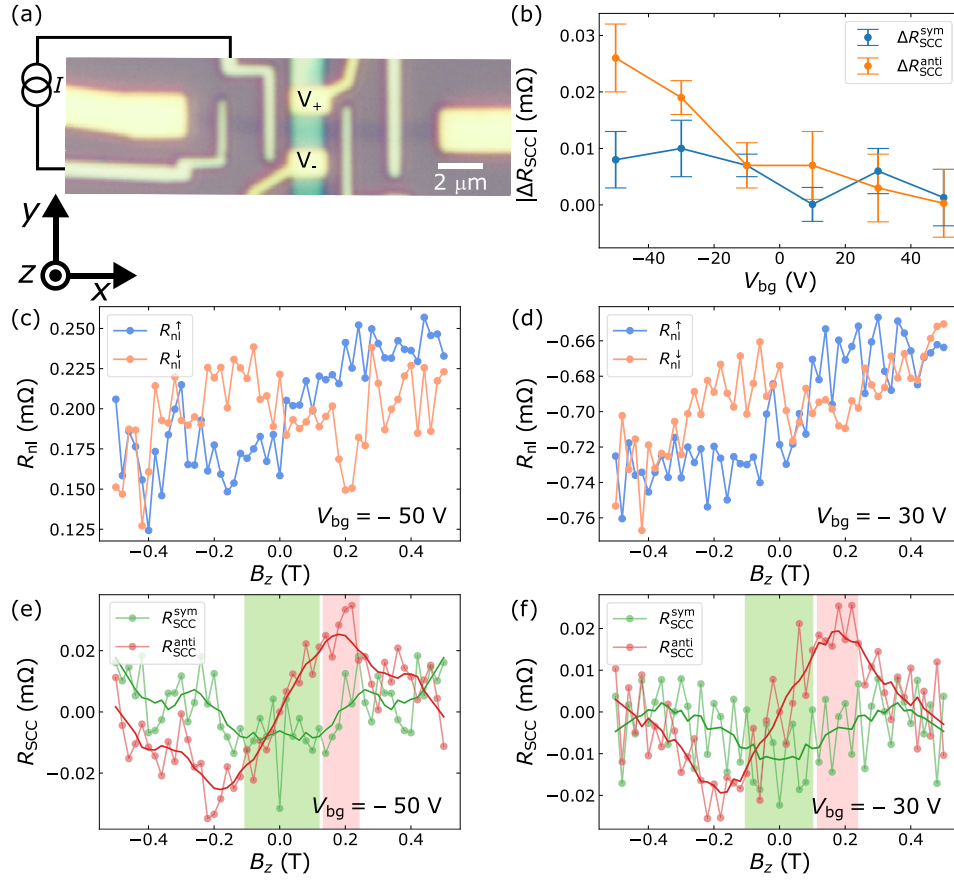 (a)
I
V+
V-
2 μm
y
z
x
(b)
|ΔR_SCC| (mΩ)
0.03
0.02
0.01
0.00
ΔR_SCC^sym
ΔR_SCC^anti
−40 −20 0 20 40
V_bg (V)
(c)
R_nl (mΩ)
0.250
0.225
0.200
0.175
0.150
0.125
R_nl^↑
R_nl^↓
V_bg = − 50 V
−0.4 −0.2 0.0 0.2 0.4
B_z (T)
(d)
R_nl (mΩ)
−0.66
−0.68
−0.70
−0.72
−0.74
−0.76
R_nl^↑
R_nl^↓
V_bg = − 30 V
−0.4 −0.2 0.0 0.2 0.4
B_z (T)
(e)
R_SCC (mΩ)
0.02
0.00
−0.02
R_SCC^sym
R_SCC^anti
V_bg = − 50 V
−0.4 −0.2 0.0 0.2 0.4
B_z (T)
(f)
R_SCC (mΩ)
0.02
0.01
0.00
−0.01
−0.02
R_SCC^sym
R_SCC^anti
V_bg = − 30 V
−0.4 −0.2 0.0 0.2 0.4
B_z (T)